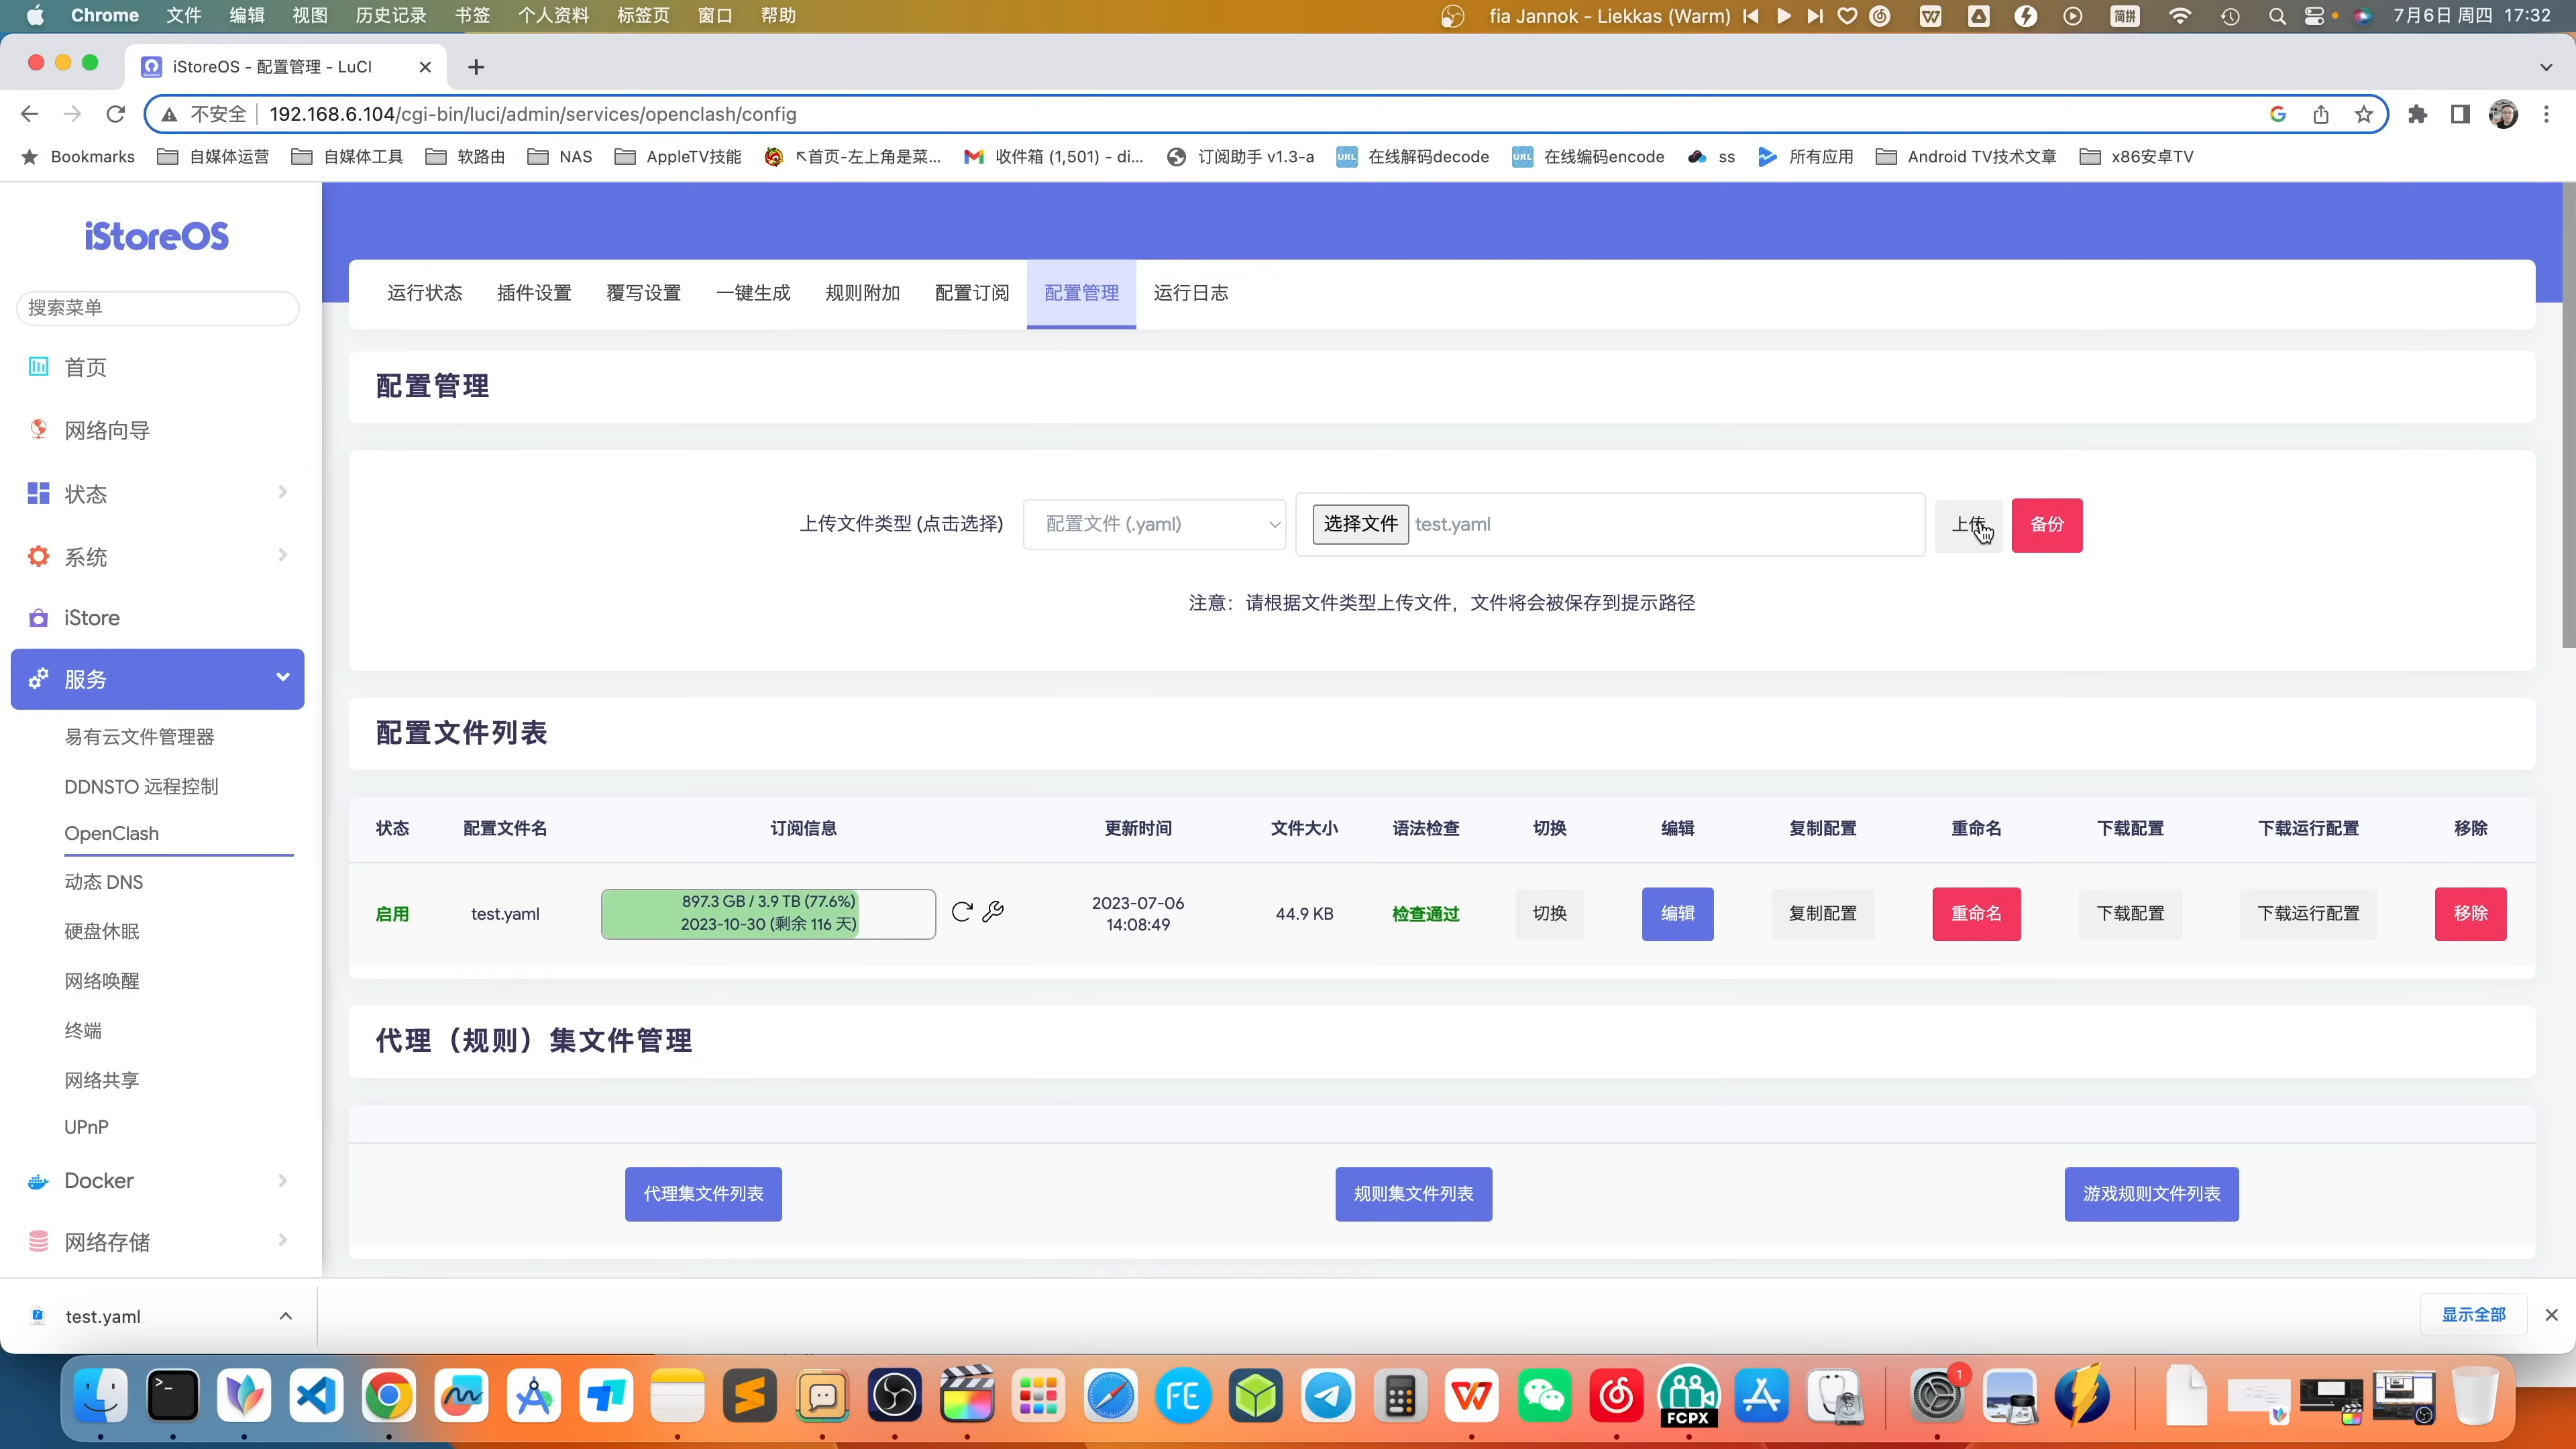 Chrome 文件 编辑 视图 历史记录 书签 个人资料 标签页 窗口 帮助 fia Jannok - Liekkas (Warm) 简拼 7月6日 周四 17:32
iStoreOS - 配置管理 - LuCI
不安全 192.168.6.104/cgi-bin/luci/admin/services/openclash/config
Bookmarks 自媒体运营 自媒体工具 软路由 NAS AppleTV技能 ↖首页-左上角是菜... 收件箱 (1,501) - di... 订阅助手 v1.3-a 在线解码decode 在线编码encode ss 所有应用 Android TV技术文章 x86安卓TV
iStoreOS
搜索菜单
首页
网络向导
状态
系统
iStore
服务
易有云文件管理器
DDNSTO 远程控制
OpenClash
动态 DNS
硬盘休眠
网络唤醒
终端
网络共享
UPnP
Docker
网络存储
运行状态 插件设置 覆写设置 一键生成 规则附加 配置订阅 配置管理 运行日志
配置管理
上传文件类型 (点击选择) 配置文件 (.yaml) 选择文件 test.yaml 上传 备份
注意：请根据文件类型上传文件，文件将会被保存到提示路径
配置文件列表
状态 配置文件名 订阅信息 更新时间 文件大小 语法检查 切换 编辑 复制配置 重命名 下载配置 下载运行配置 移除
启用 test.yaml 897.3 GB / 3.9 TB (77.6%)
2023-10-30 (剩余 116 天)
2023-07-06
14:08:49
44.9 KB 检查通过 切换 编辑 复制配置 重命名 下载配置 下载运行配置 移除
代理（规则）集文件管理
代理集文件列表 规则集文件列表 游戏规则文件列表
test.yaml 显示全部
FE
FCPX
1